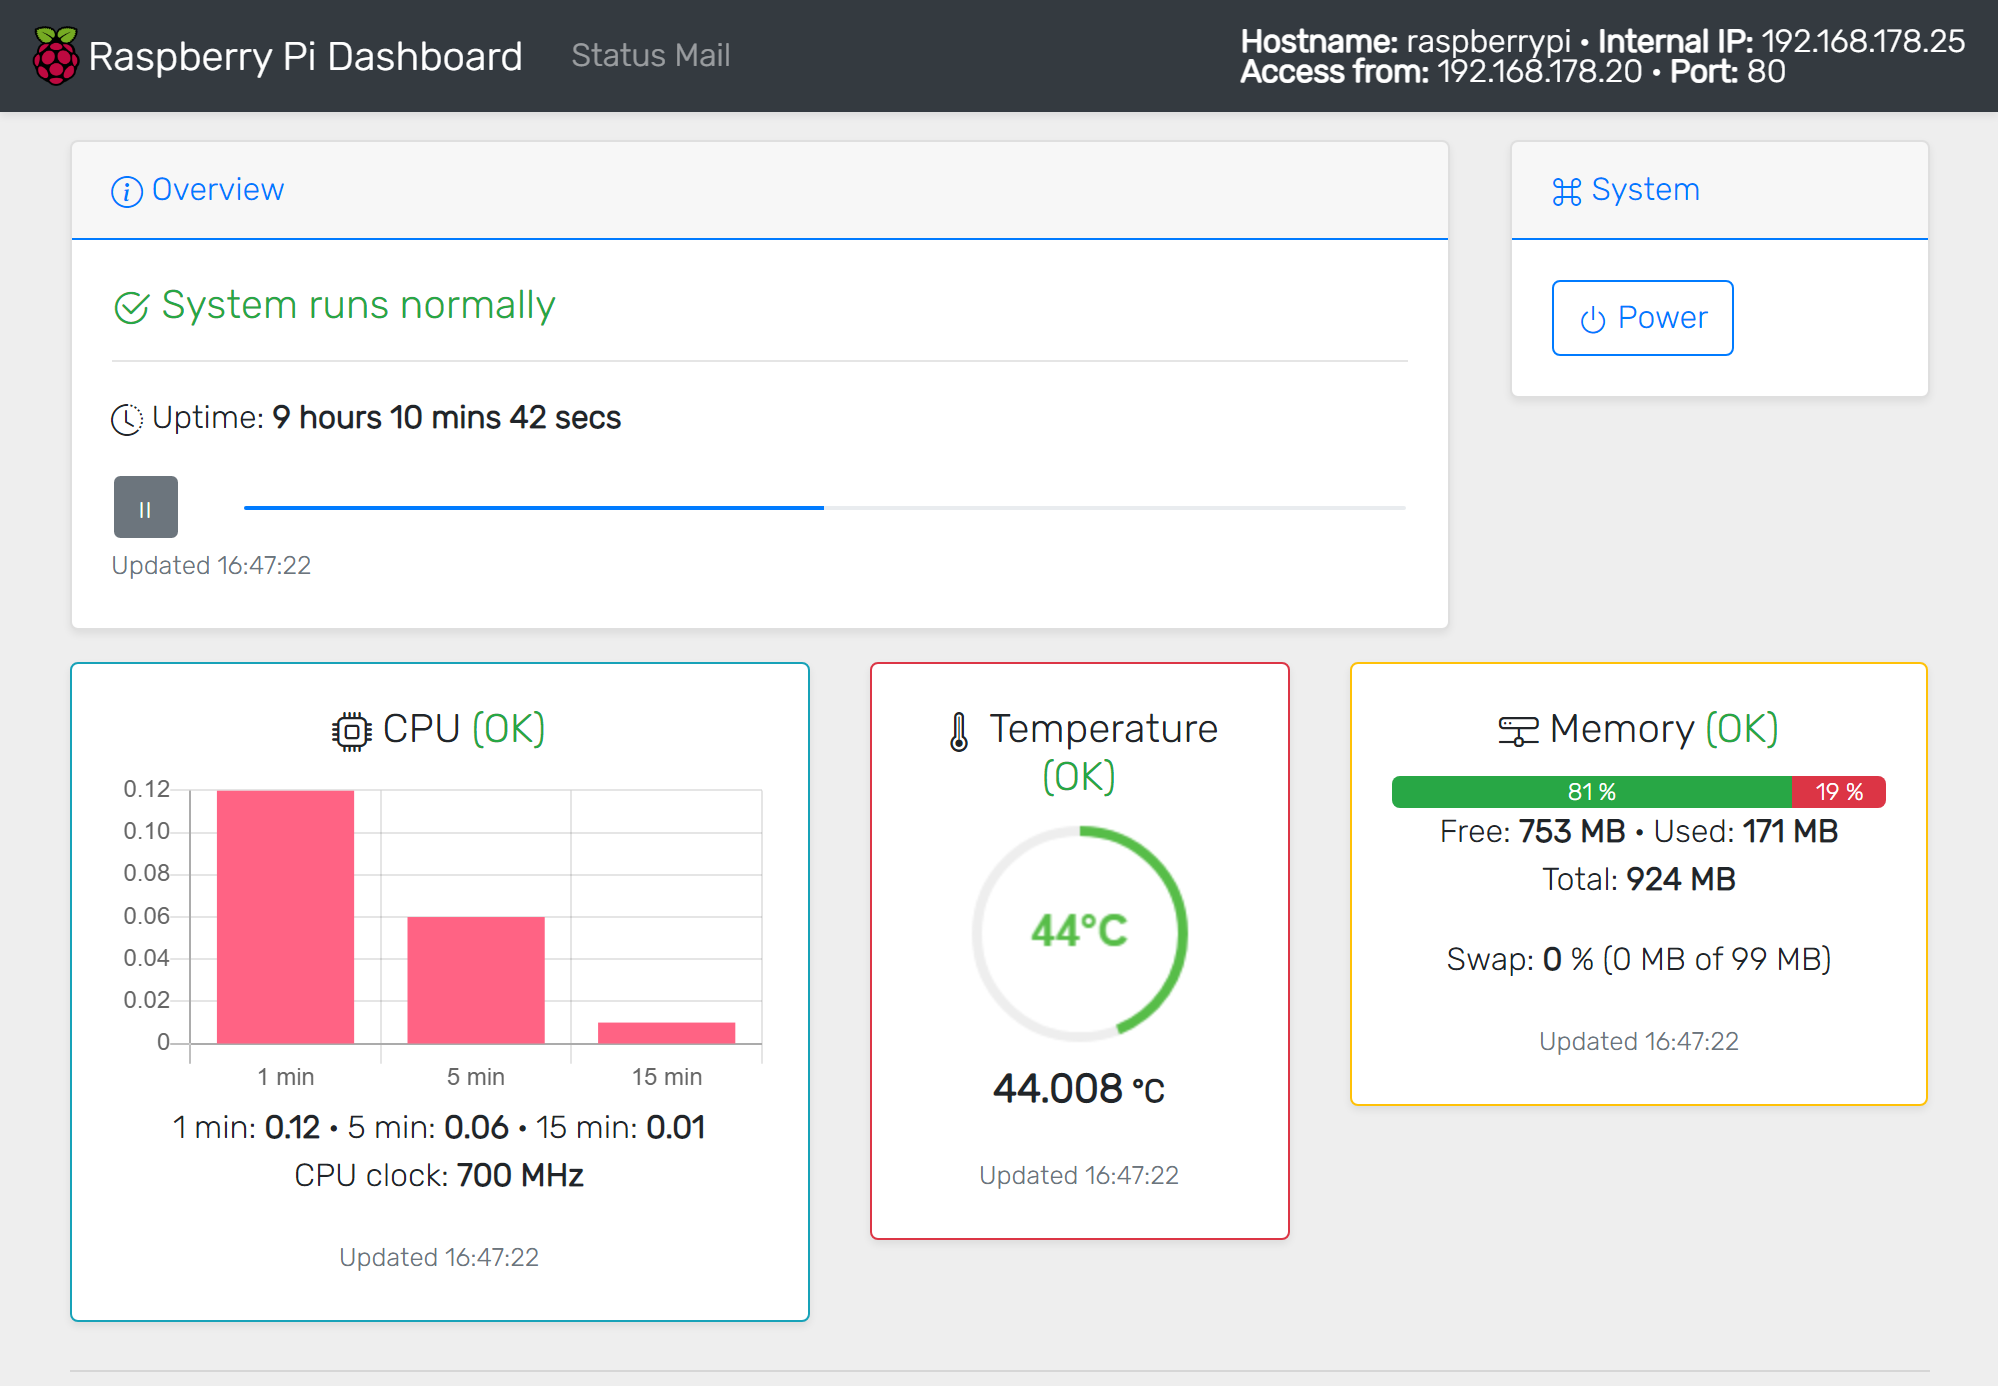 Raspberry Pi Dashboard
Status Mail
Hostname: raspberrypi • Internal IP: 192.168.178.25
Access from: 192.168.178.20 • Port: 80
Overview
System runs normally
Uptime: 9 hours 10 mins 42 secs
Updated 16:47:22
System
Power
CPU (OK)
0.12
0.10
0.08
0.06
0.04
0.02
0
1 min
5 min
15 min
1 min: 0.12 • 5 min: 0.06 • 15 min: 0.01
CPU clock: 700 MHz
Updated 16:47:22
Temperature
(OK)
44°C
44.008 °C
Updated 16:47:22
Memory (OK)
81 %
19 %
Free: 753 MB • Used: 171 MB
Total: 924 MB
Swap: 0 % (0 MB of 99 MB)
Updated 16:47:22